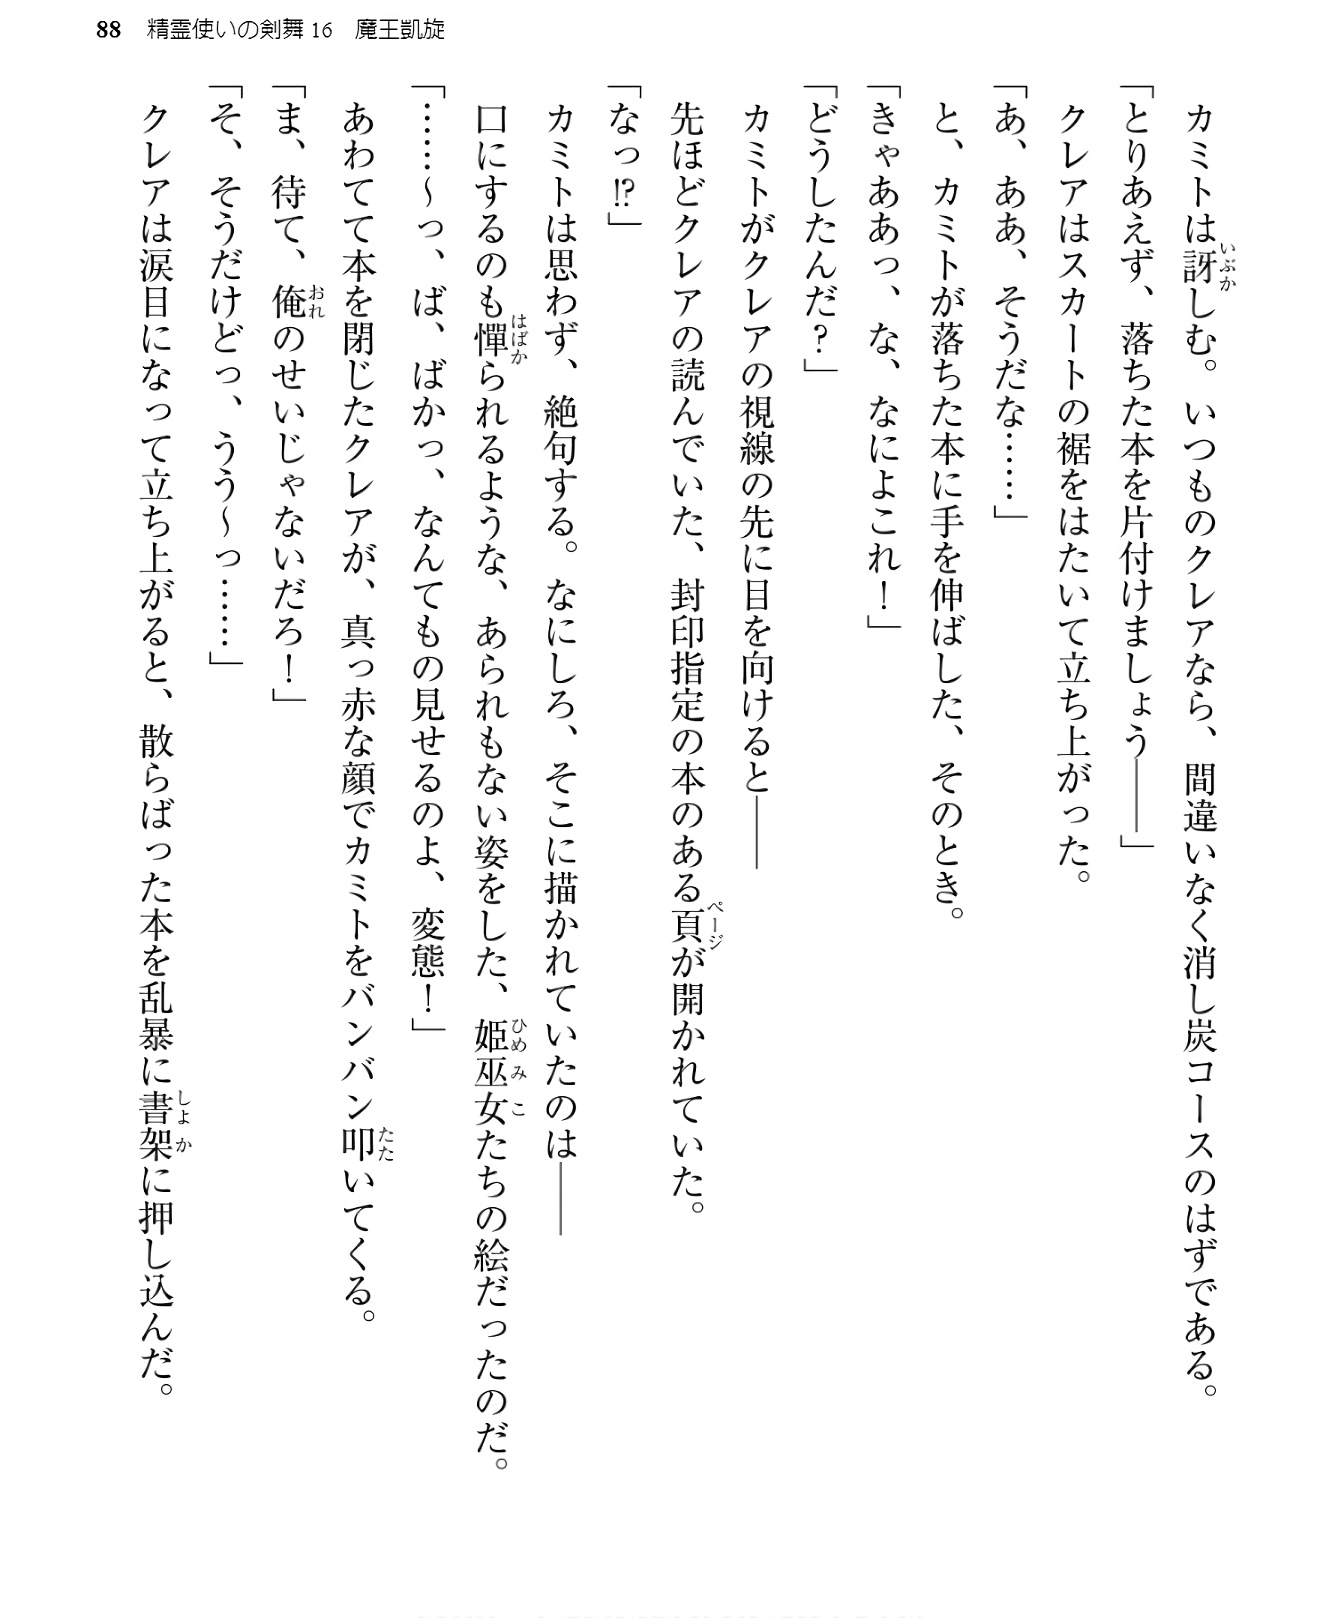 88 精霊使いの剣舞16 魔王凱旋
カミトは訝しむ。いつものクレアなら、間違いなく消し炭コースのはずである。
「とりあえず、落ちた本を片付けましょう――」
クレアはスカートの裾をはたいて立ち上がった。
「あ、ああ、そうだな……」
と、カミトが落ちた本に手を伸ばした、そのとき。
「きゃああっ、な、なによこれ！」
「どうしたんだ？」
カミトがクレアの視線の先に目を向けると――
先ほどクレアの読んでいた、封印指定の本のある頁が開かれていた。
「なっ⁉」
カミトは思わず、絶句する。なにしろ、そこに描かれていたのは――
口にするのも憚られるような、あられもない姿をした、姫巫女たちの絵だったのだ。
「……～っ、ば、ばかっ、なんてもの見せるのよ、変態！」
あわてて本を閉じたクレアが、真っ赤な顔でカミトをバンバン叩いてくる。
「ま、待て、俺のせいじゃないだろ！」
「そ、そうだけどっ、うう～っ……」
クレアは涙目になって立ち上がると、散らばった本を乱暴に書架に押し込んだ。